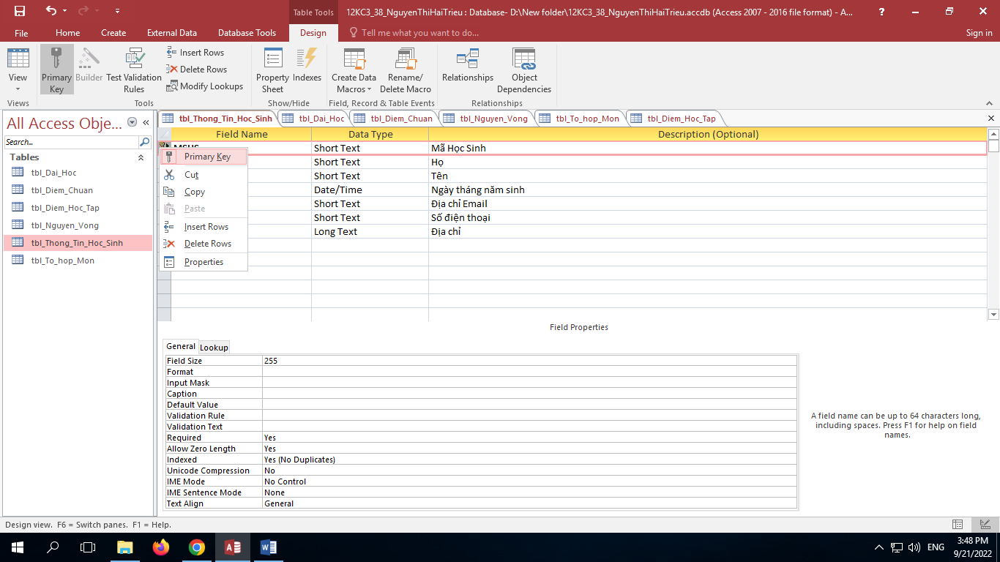 Table Tools
12KC3_38_NguyenThiHaiTrieu : Database- D:\New folder\12KC3_38_NguyenThiHaiTrieu.accdb (Access 2007 - 2016 file format) - A...
File Home Create External Data Database Tools Design Tell me what you want to do... Sign in
View
Primary Key
Builder
Test Validation Rules
Insert Rows
Delete Rows
Modify Lookups
Property Sheet
Indexes
Create Data Macros
Rename/ Delete Macro
Relationships
Object Dependencies
Views Tools Show/Hide Field, Record & Table Events Relationships
All Access Obje...
Search...
Tables
tbl_Dai_Hoc
tbl_Diem_Chuan
tbl_Diem_Hoc_Tap
tbl_Nguyen_Vong
tbl_Thong_Tin_Hoc_Sinh
tbl_To_hop_Mon
tbl_Thong_Tin_Hoc_Sinh tbl_Dai_Hoc tbl_Diem_Chuan tbl_Nguyen_Vong tbl_To_hop_Mon tbl_Diem_Hoc_Tap
Field Name Data Type Description (Optional)
MSHS Short Text Mã Học Sinh
Short Text Họ
Short Text Tên
Date/Time Ngày tháng năm sinh
Short Text Địa chỉ Email
Short Text Số điện thoại
Long Text Địa chỉ
Primary Key
Cut
Copy
Paste
Insert Rows
Delete Rows
Properties
Field Properties
General Lookup
Field Size 255
Format
Input Mask
Caption
Default Value
Validation Rule
Validation Text
Required Yes
Allow Zero Length Yes
Indexed Yes (No Duplicates)
Unicode Compression No
IME Mode No Control
IME Sentence Mode None
Text Align General
A field name can be up to 64 characters long,
including spaces. Press F1 for help on field
names.
Design view. F6 = Switch panes. F1 = Help.
ENG
3:48 PM
9/21/2022